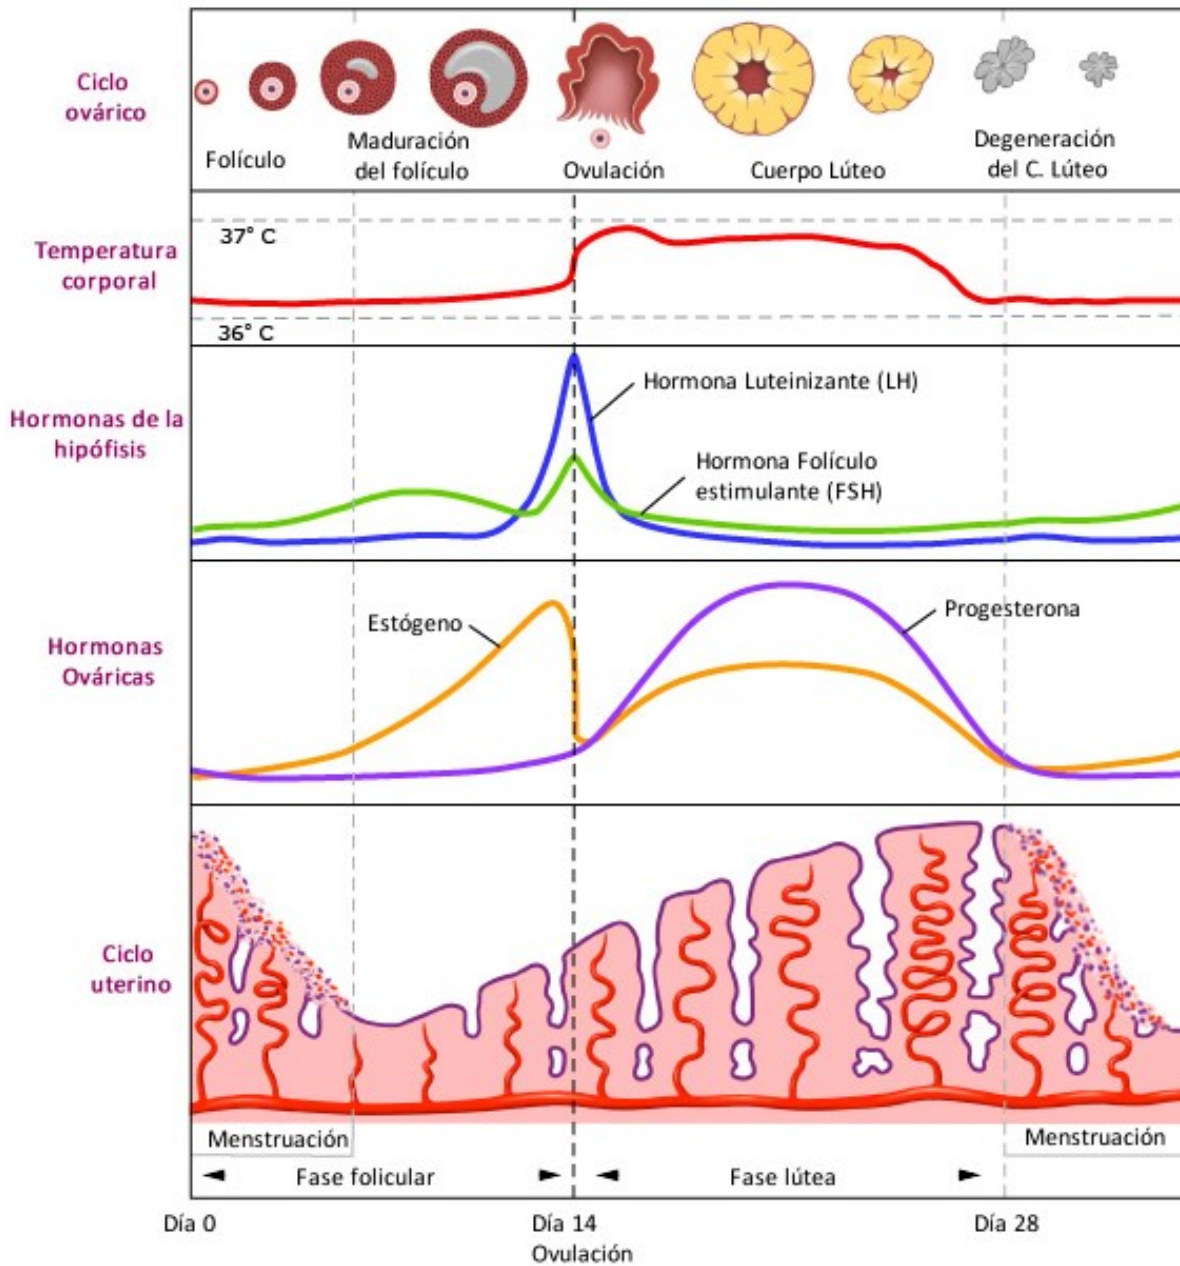 Ciclo
ovárico
Folículo
Maduración
del folículo
Ovulación
Cuerpo Lúteo
Degeneración
del C. Lúteo
Temperatura
corporal
37° C
36° C
Hormonas de la
hipófisis
Hormona Luteinizante (LH)
Hormona Folículo
estimulante (FSH)
Hormonas
Ováricas
Estógeno
Progesterona
Ciclo
uterino
Menstruación
Menstruación
Fase folicular
Fase lútea
Día 0
Día 14
Ovulación
Día 28